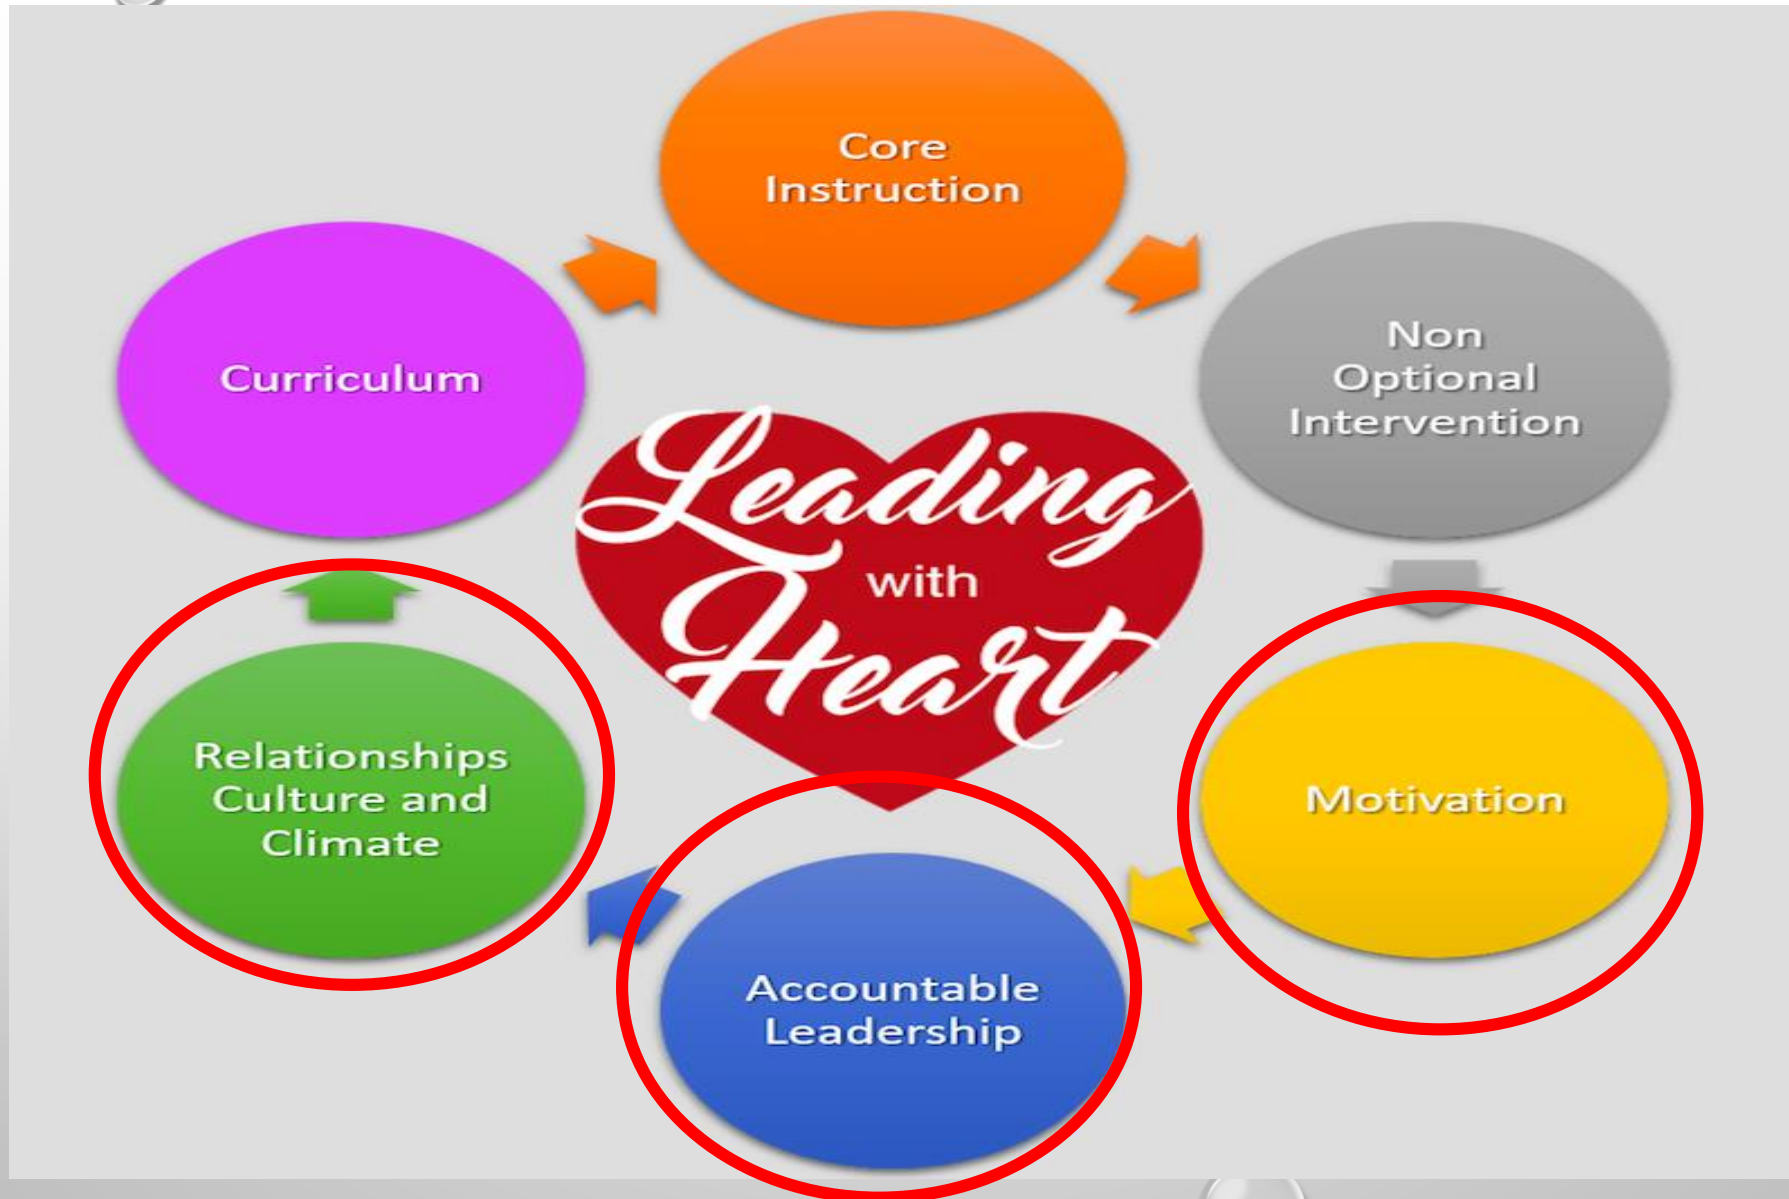 Core
Instruction
Non
Optional
Intervention
Motivation
Accountable
Leadership
Relationships
Culture and
Climate
Curriculum
Leading
with
Heart